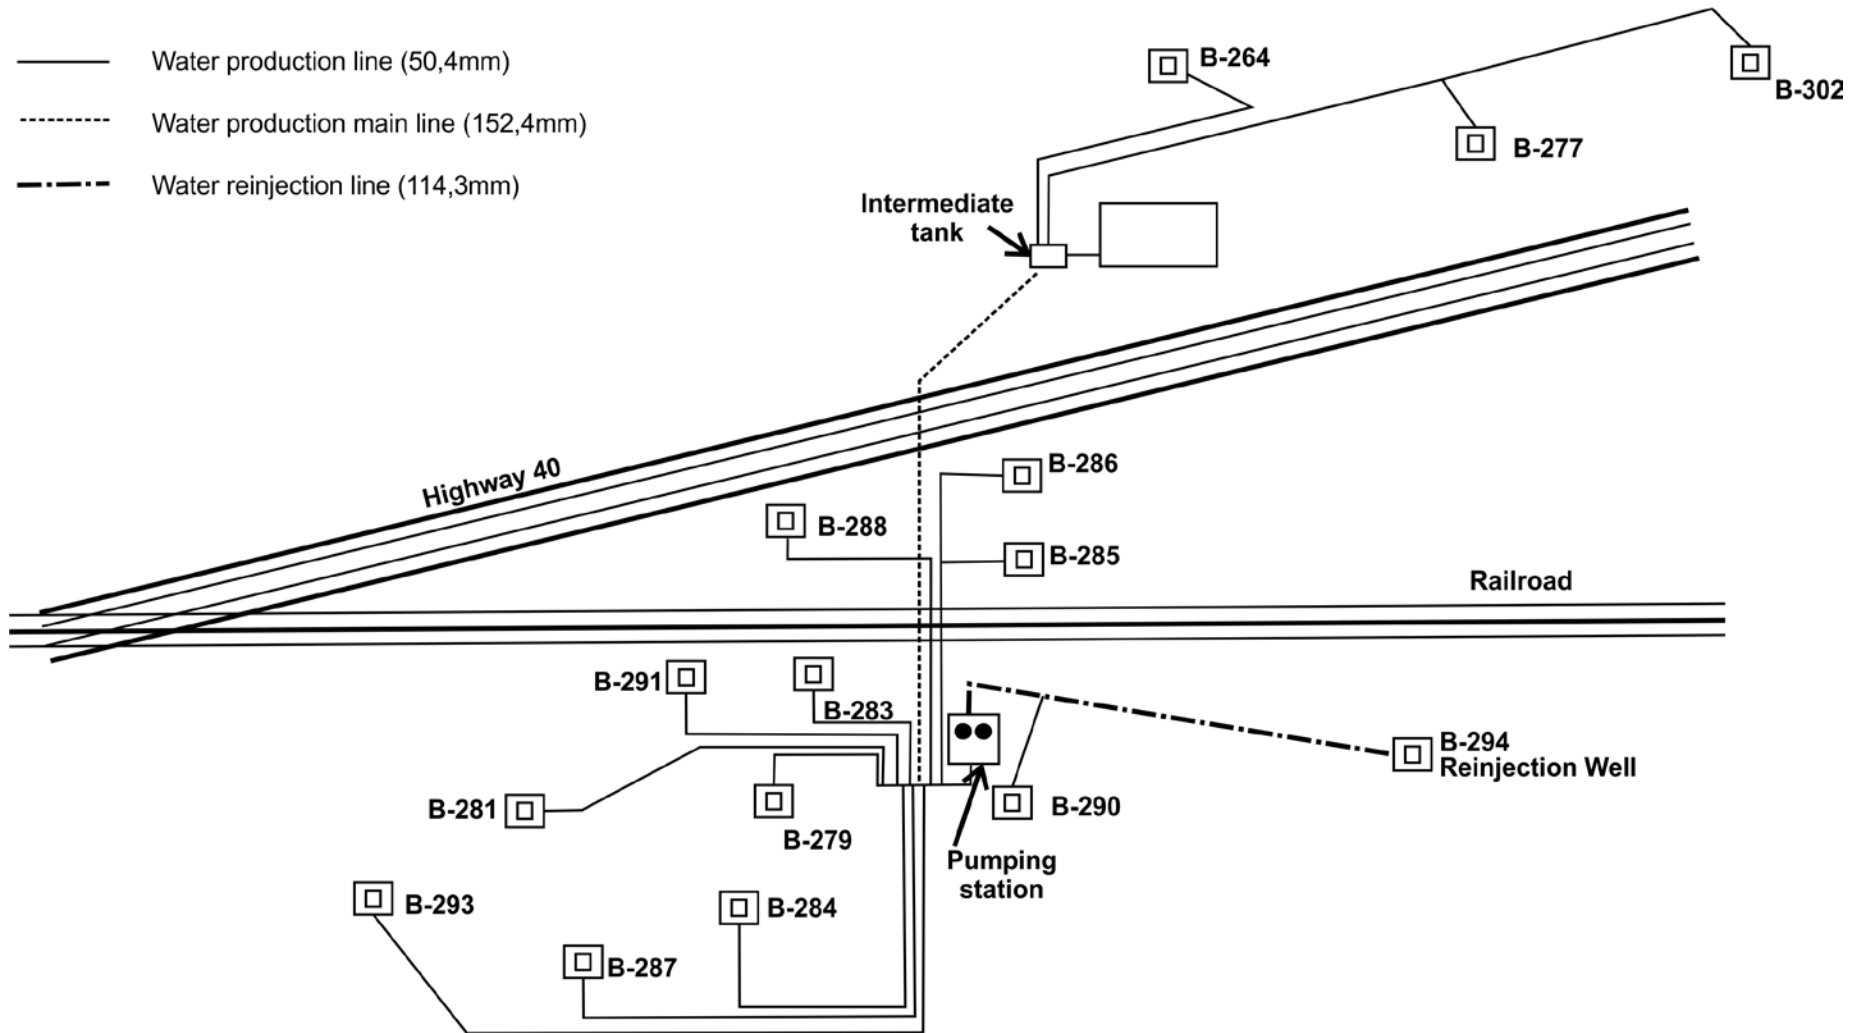 Water production line (50,4mm)
Water production main line (152,4mm)
Water reinjection line (114,3mm)
B-264
B-302
B-277
Intermediate
tank
Highway 40
B-286
B-288
B-285
Railroad
B-291
B-283
B-294
Reinjection Well
B-281
B-290
B-279
Pumping
station
B-293
B-284
B-287